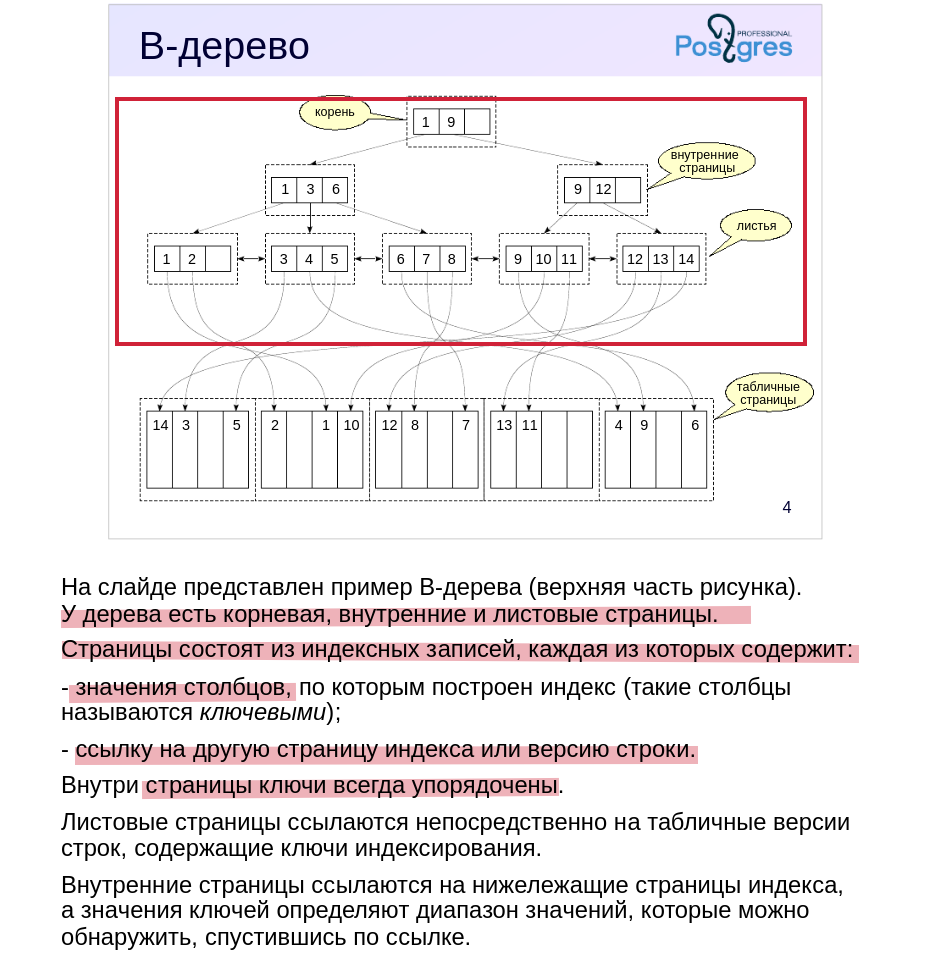 В-дерево
PROFESSIONAL
Postgres
корень
1 9
внутренние
страницы
1 3 6
9 12
листья
1 2
3 4 5
6 7 8
9 10 11
12 13 14
табличные
страницы
14 3 5
2 1 10
12 8 7
13 11
4 9 6
4
На слайде представлен пример В-дерева (верхняя часть рисунка).
У дерева есть корневая, внутренние и листовые страницы.
Страницы состоят из индексных записей, каждая из которых содержит:
- значения столбцов, по которым построен индекс (такие столбцы
называются ключевыми);
- ссылку на другую страницу индекса или версию строки.
Внутри страницы ключи всегда упорядочены.
Листовые страницы ссылаются непосредственно на табличные версии
строк, содержащие ключи индексирования.
Внутренние страницы ссылаются на нижележащие страницы индекса,
а значения ключей определяют диапазон значений, которые можно
обнаружить, спустившись по ссылке.